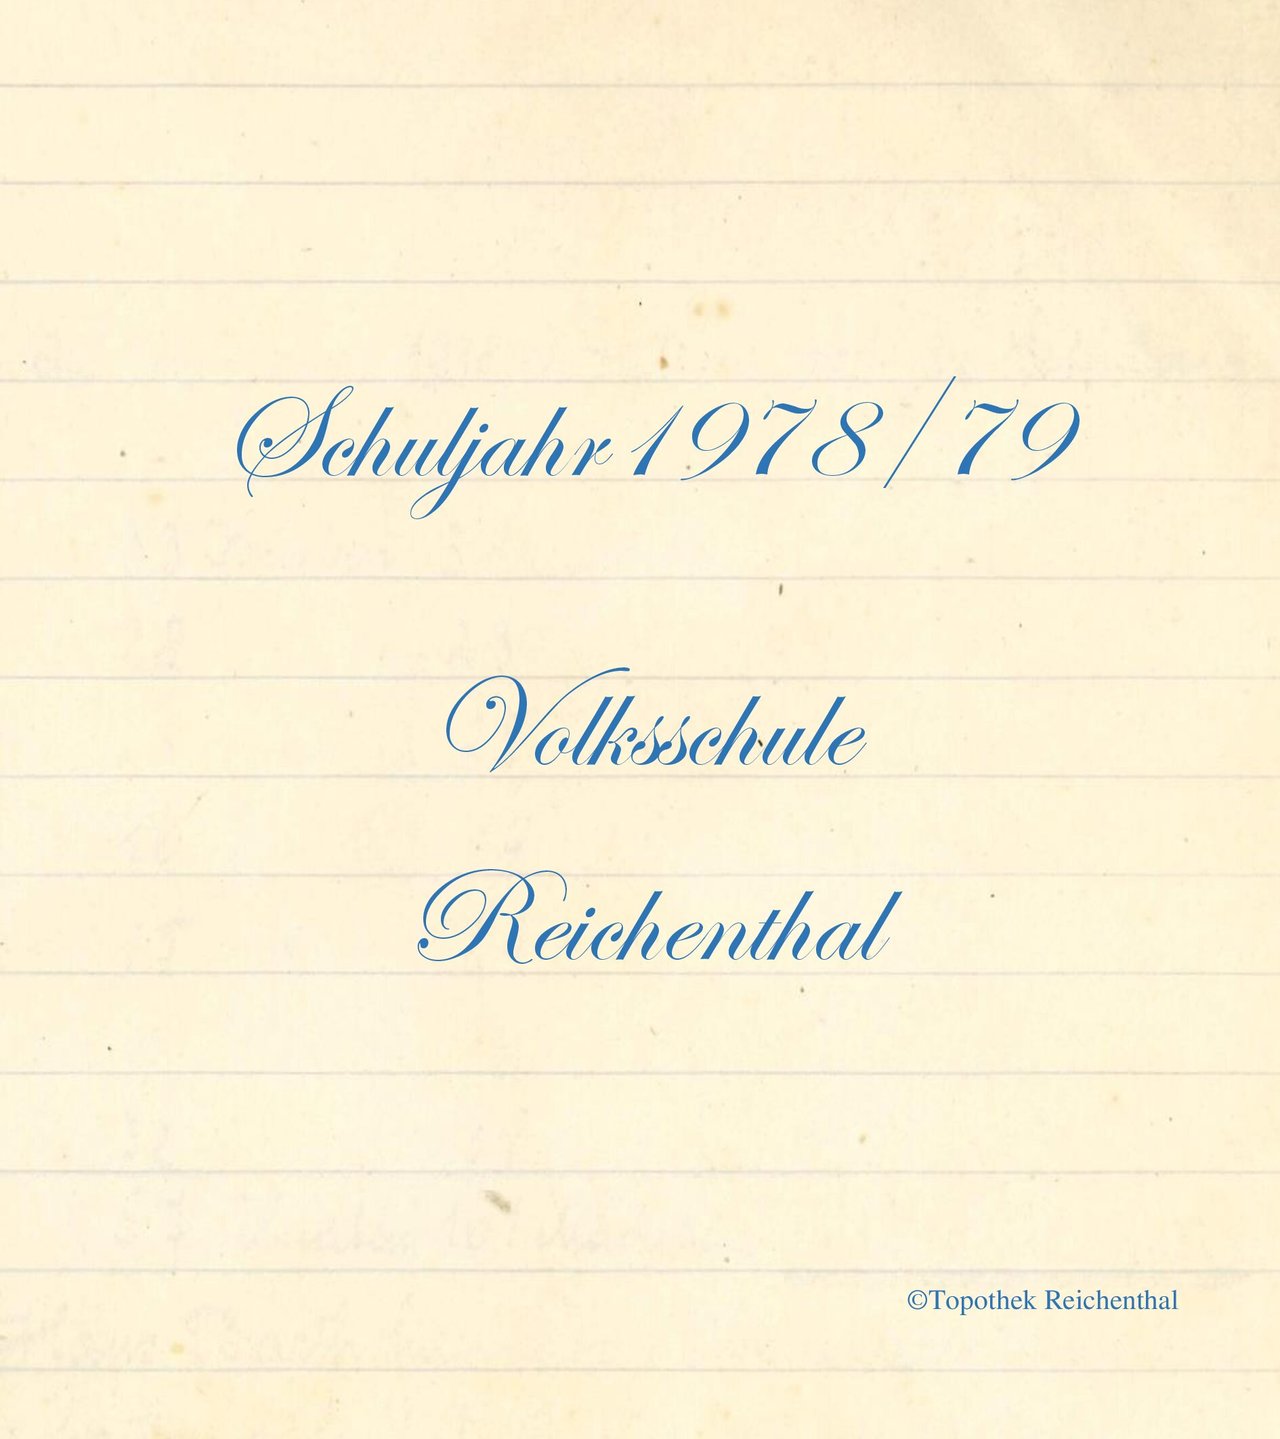 Schuljahr 1978/79
Volksschule
Reichenthal
©Topothek Reichenthal